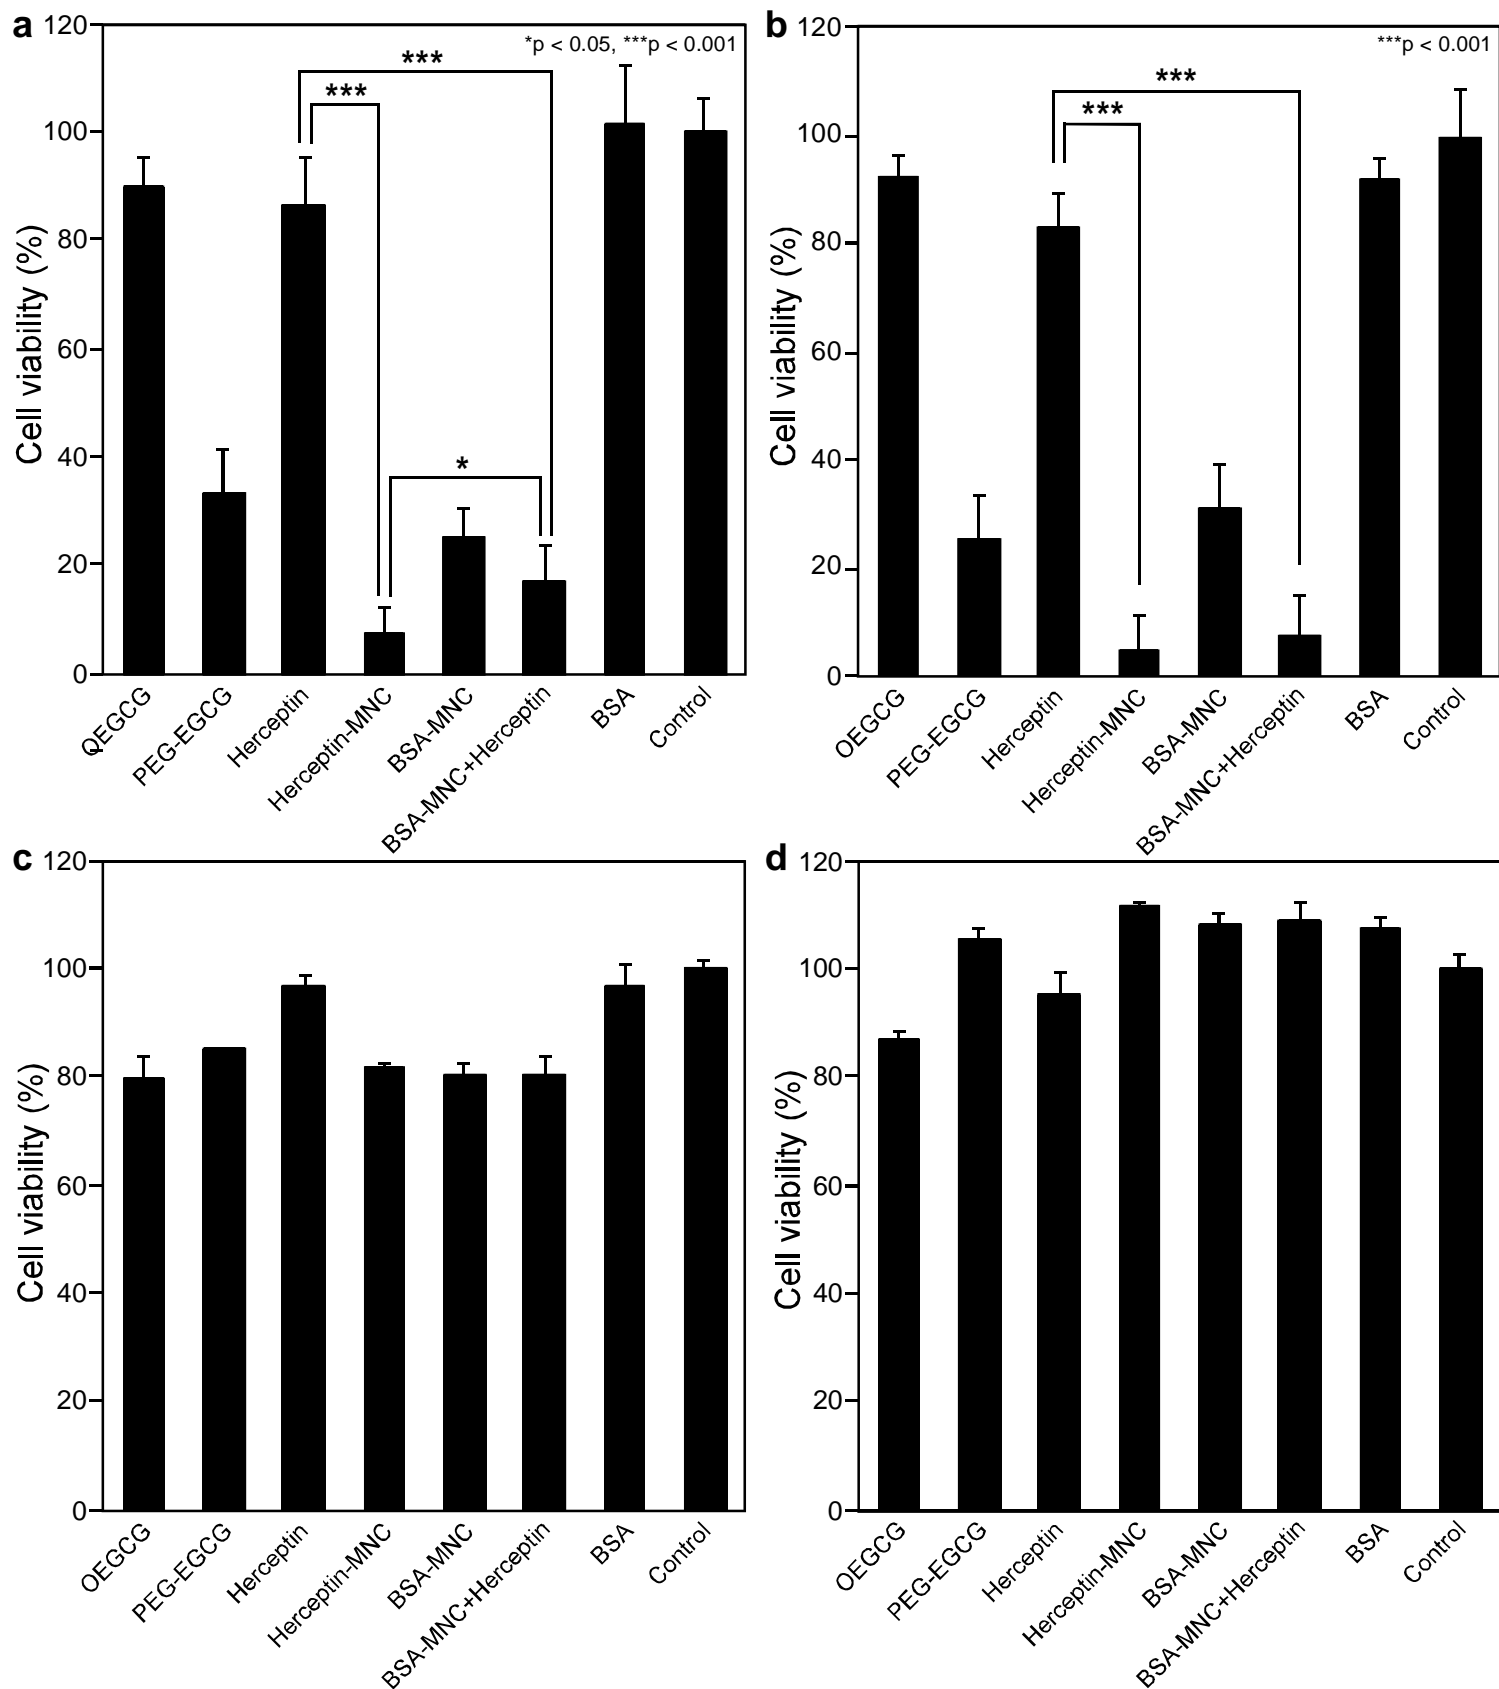 a
*p < 0.05, ***p < 0.001
***
***
*
Cell viability (%)
120
100
80
60
40
20
0
OEGCG
PEG-EGCG
Herceptin
Herceptin-MNC
BSA-MNC
BSA-MNC+Herceptin
BSA
Control
b
***p < 0.001
***
***
Cell viability (%)
120
100
80
60
40
20
0
OEGCG
PEG-EGCG
Herceptin
Herceptin-MNC
BSA-MNC
BSA-MNC+Herceptin
BSA
Control
c
Cell viability (%)
120
100
80
60
40
20
0
OEGCG
PEG-EGCG
Herceptin
Herceptin-MNC
BSA-MNC
BSA-MNC+Herceptin
BSA
Control
d
Cell viability (%)
120
100
80
60
40
20
0
OEGCG
PEG-EGCG
Herceptin
Herceptin-MNC
BSA-MNC
BSA-MNC+Herceptin
BSA
Control